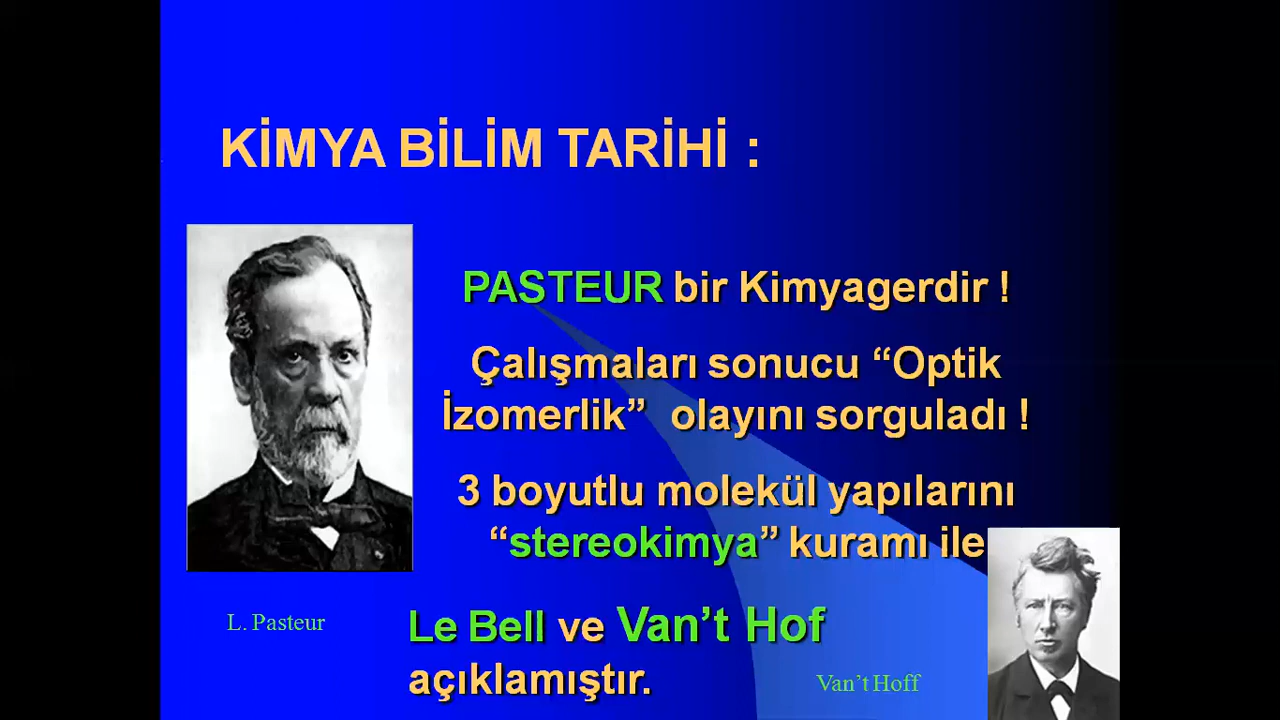 KİMYA BİLİM TARİHİ :
PASTEUR bir Kimyagerdir !
Çalışmaları sonucu “Optik
İzomerlik” olayını sorguladı !
3 boyutlu molekül yapılarını
“stereokimya” kuramı ile
L. Pasteur
Le Bell ve Van’t Hof
açıklamıştır.
Van’t Hoff